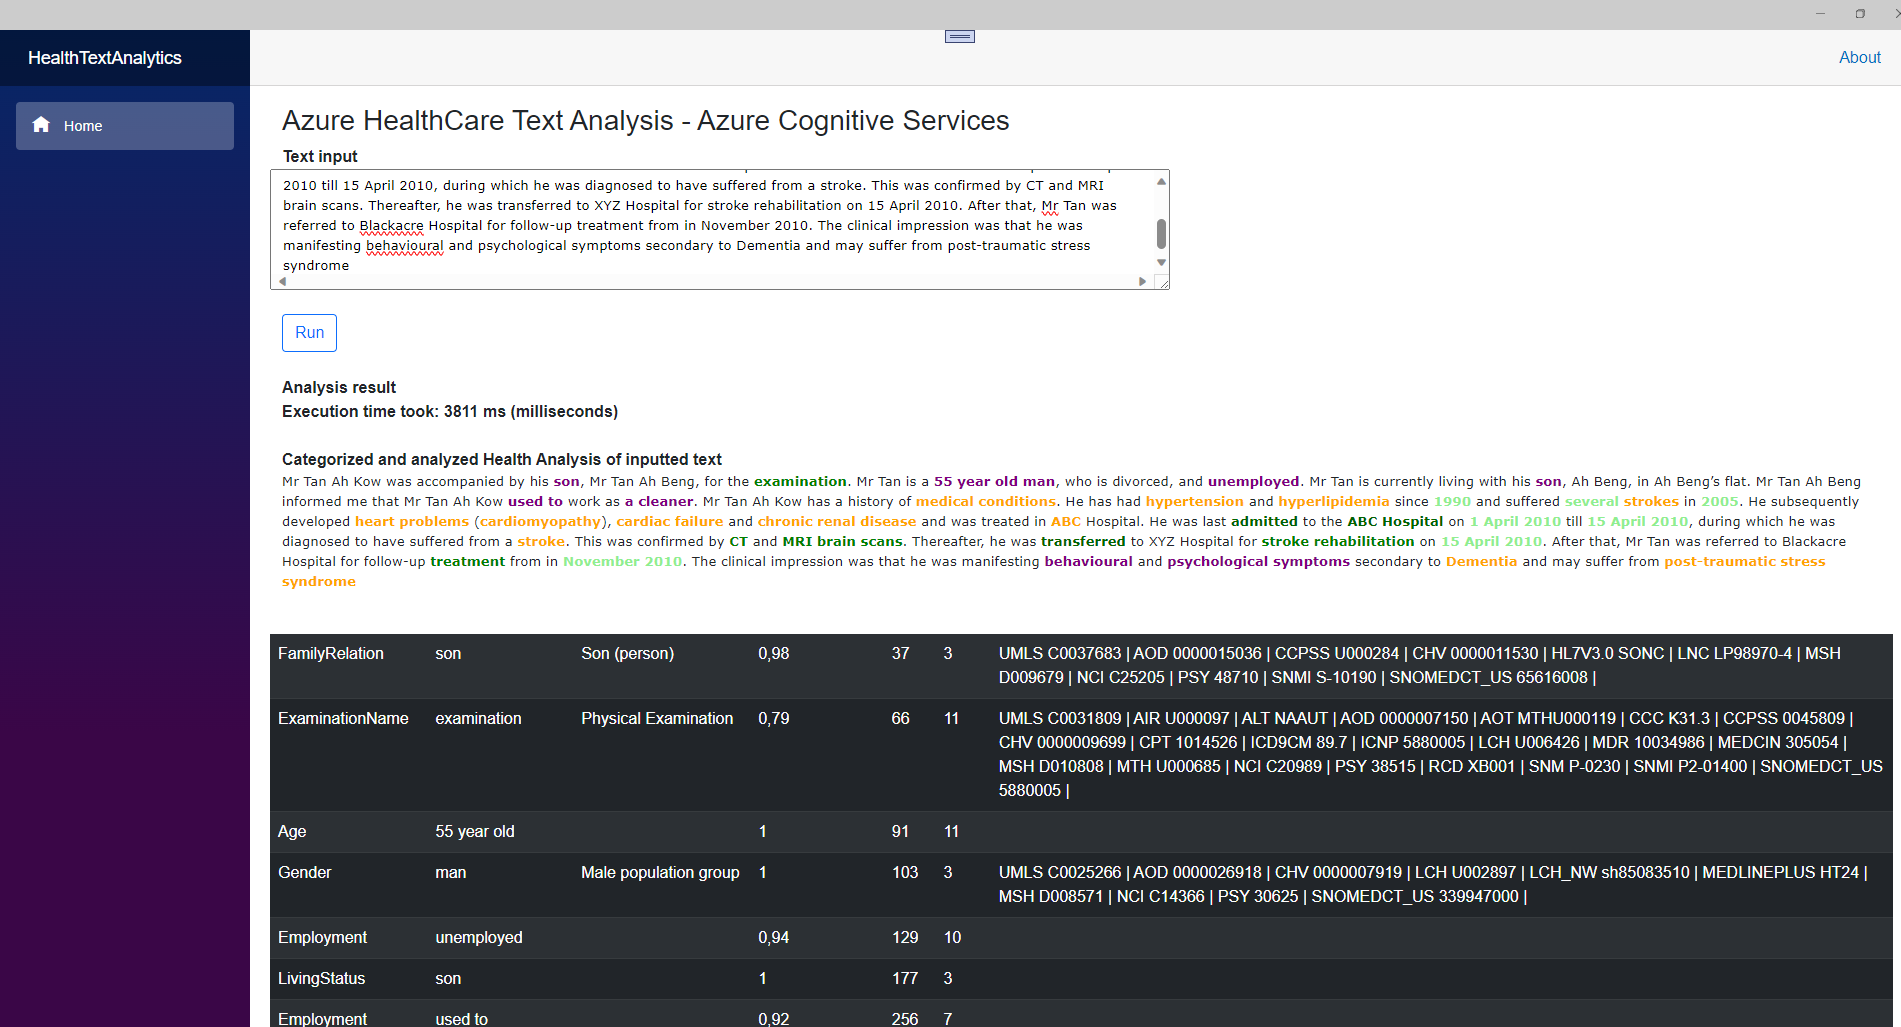 HealthTextAnalytics
About
Home
Azure HealthCare Text Analysis - Azure Cognitive Services
Text input
2010 till 15 April 2010, during which he was diagnosed to have suffered from a stroke. This was confirmed by CT and MRI
brain scans. Thereafter, he was transferred to XYZ Hospital for stroke rehabilitation on 15 April 2010. After that, Mr Tan was
referred to Blackacre Hospital for follow-up treatment from in November 2010. The clinical impression was that he was
manifesting behavioural and psychological symptoms secondary to Dementia and may suffer from post-traumatic stress
syndrome
Run
Analysis result
Execution time took: 3811 ms (milliseconds)
Categorized and analyzed Health Analysis of inputted text
Mr Tan Ah Kow was accompanied by his son, Mr Tan Ah Beng, for the examination. Mr Tan is a 55 year old man, who is divorced, and unemployed. Mr Tan is currently living with his son, Ah Beng, in Ah Beng’s flat. Mr Tan Ah Beng
informed me that Mr Tan Ah Kow used to work as a cleaner. Mr Tan Ah Kow has a history of medical conditions. He has had hypertension and hyperlipidemia since 1990 and suffered several strokes in 2005. He subsequently
developed heart problems (cardiomyopathy), cardiac failure and chronic renal disease and was treated in ABC Hospital. He was last admitted to the ABC Hospital on 1 April 2010 till 15 April 2010, during which he was
diagnosed to have suffered from a stroke. This was confirmed by CT and MRI brain scans. Thereafter, he was transferred to XYZ Hospital for stroke rehabilitation on 15 April 2010. After that, Mr Tan was referred to Blackacre
Hospital for follow-up treatment from in November 2010. The clinical impression was that he was manifesting behavioural and psychological symptoms secondary to Dementia and may suffer from post-traumatic stress
syndrome
FamilyRelation son Son (person) 0,98 37 3 UMLS C0037683 | AOD 0000015036 | CCPSS U000284 | CHV 0000011530 | HL7V3.0 SONC | LNC LP98970-4 | MSH
D009679 | NCI C25205 | PSY 48710 | SNMI S-10190 | SNOMEDCT_US 65616008 |
ExaminationName examination Physical Examination 0,79 66 11 UMLS C0031809 | AIR U000097 | ALT NAAUT | AOD 0000007150 | AOT MTHU000119 | CCC K31.3 | CCPSS 0045809 |
CHV 0000009699 | CPT 1014526 | ICD9CM 89.7 | ICNP 5880005 | LCH U006426 | MDR 10034986 | MEDCIN 305054 |
MSH D010808 | MTH U000685 | NCI C20989 | PSY 38515 | RCD XB001 | SNM P-0230 | SNMI P2-01400 | SNOMEDCT_US
5880005 |
Age 55 year old 1 91 11
Gender man Male population group 1 103 3 UMLS C0025266 | AOD 0000026918 | CHV 0000007919 | LCH U002897 | LCH_NW sh85083510 | MEDLINEPLUS HT24 |
MSH D008571 | NCI C14366 | PSY 30625 | SNOMEDCT_US 339947000 |
Employment unemployed 0,94 129 10
LivingStatus son 1 177 3
Employment used to 0,92 256 7